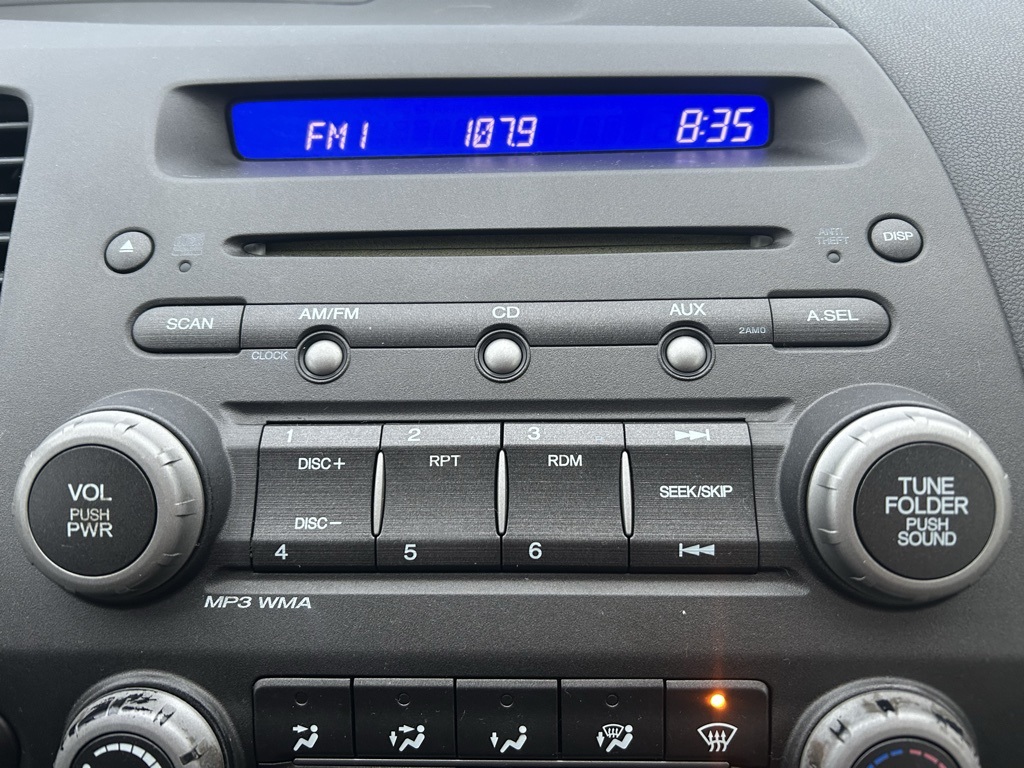 FM1 107.9 8:35
ANTI
THEFT
DISP
SCAN AM/FM CD AUX A.SEL
CLOCK 2AM0
1 2 3
DISC+ RPT RDM
SEEK/SKIP
DISC-
4 5 6
VOL
PUSH
PWR
TUNE
FOLDER
PUSH
SOUND
MP3 WMA